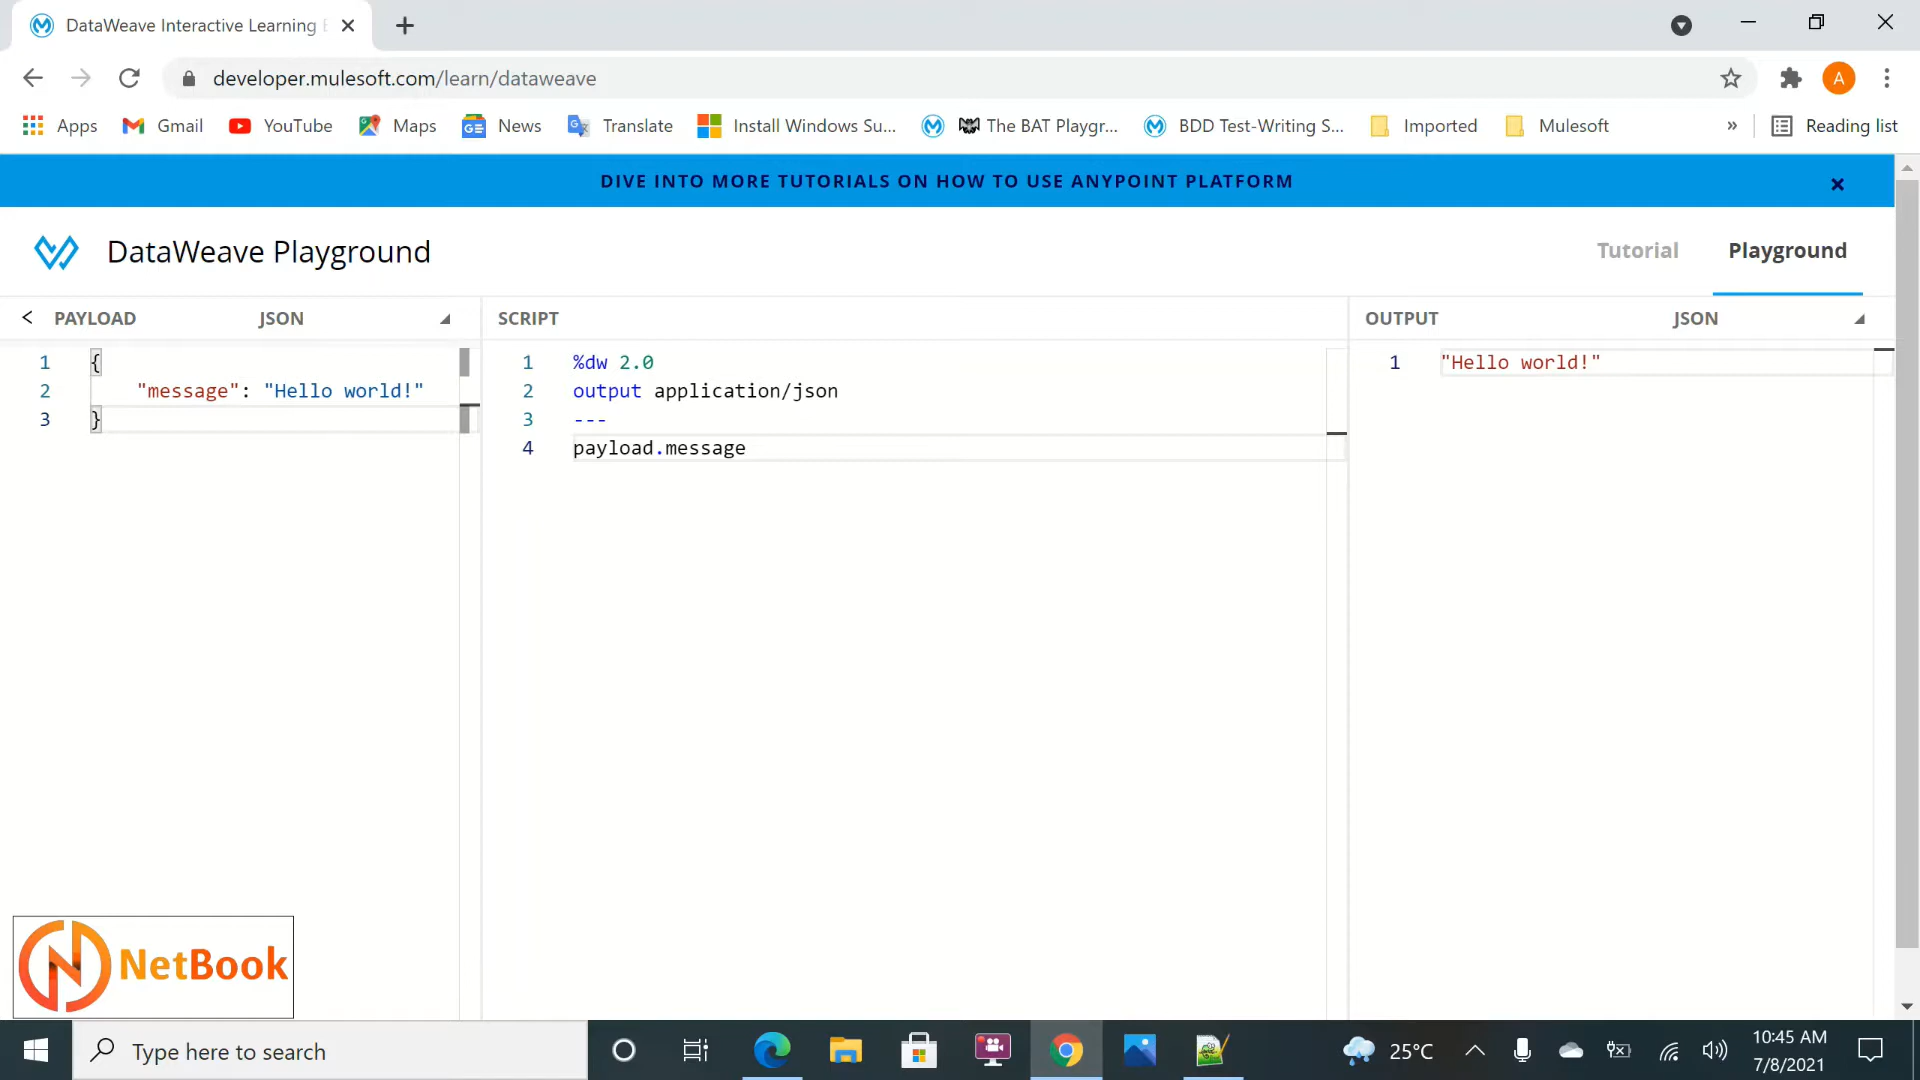 DataWeave Interactive Learning E
developer.mulesoft.com/learn/dataweave
A
Apps Gmail YouTube Maps News Translate Install Windows Su... The BAT Playgr... BDD Test-Writing S... Imported Mulesoft » Reading list
DIVE INTO MORE TUTORIALS ON HOW TO USE ANYPOINT PLATFORM
DataWeave Playground
Tutorial Playground
PAYLOAD JSON
1 {
2 "message": "Hello world!"
3 }
SCRIPT
1 %dw 2.0
2 output application/json
3 ---
4 payload.message
OUTPUT JSON
1 "Hello world!"
NetBook
Type here to search
25°C
10:45 AM
7/8/2021